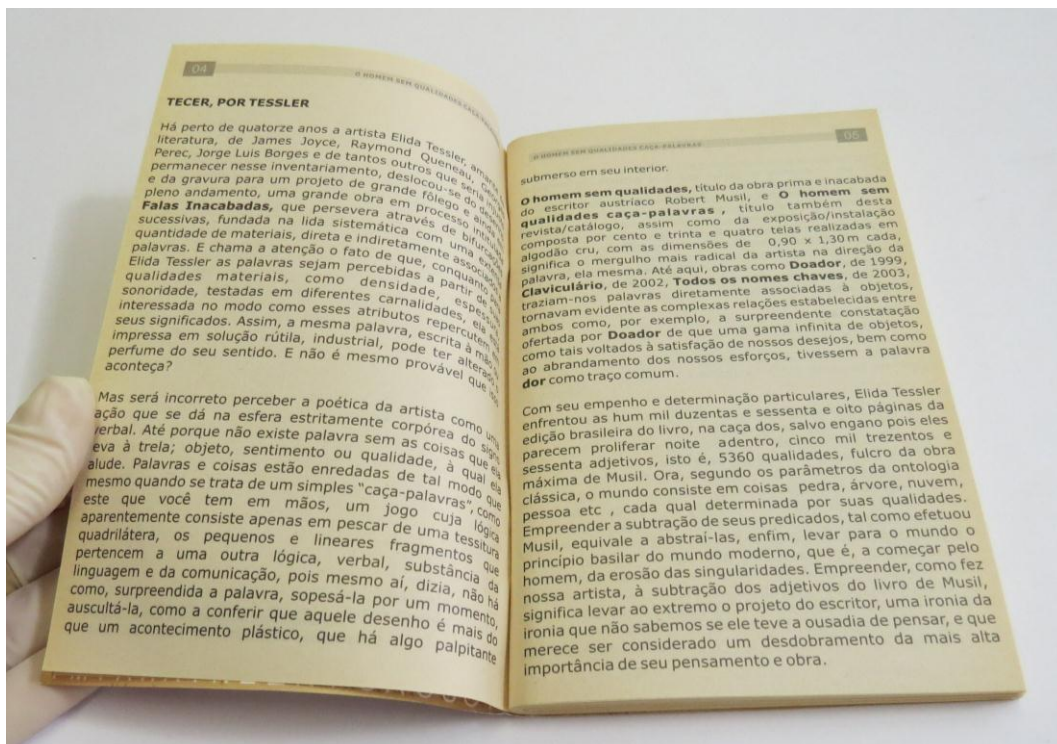 04
O HOMEM SEM QUALIDADES CAÇA
TECER, POR TESSLER
Há perto de quatorze anos a artista Elida Tessler, amante
literatura, de James Joyce, Raymond Queneau,
Perec, Jorge Luis Borges e de tantos outros que seria
permanecer nesse inventariamento, deslocou-se do
e da gravura para um projeto de grande fôlego e ainda
pleno andamento, uma grande obra em processo
Falas Inacabadas, que persevera através de
sucessivas, fundada na lida sistemática com uma
quantidade de materiais, direta e indiretamente
palavras. E chama a atenção o fato de que, conquanto
Elida Tessler as palavras sejam percebidas a partir de
qualidades materiais, como densidade,
sonoridade, testadas em diferentes carnalidades, ela
interessada no modo como esses atributos repercutem
seus significados. Assim, a mesma palavra, escrita à mão
impressa em solução rútila, industrial, pode ter alterado
perfume do seu sentido. E não é mesmo provável que
aconteça?
Mas será incorreto perceber a poética da artista como uma
ação que se dá na esfera estritamente corpórea do signo
verbal. Até porque não existe palavra sem as coisas que ela
leva à trela; objeto, sentimento ou qualidade, à qual ela
alude. Palavras e coisas estão enredadas de tal modo que
mesmo quando se trata de um simples "caça-palavras", como
este que você tem em mãos, um jogo cuja lógica
aparentemente consiste apenas em pescar de uma tessitura
quadrilátera, os pequenos e lineares fragmentos que
pertencem a uma outra lógica, verbal, substância da
linguagem e da comunicação, pois mesmo aí, dizia, não há
como, surpreendida a palavra, sopesá-la por um momento,
auscultá-la, como a conferir que aquele desenho é mais do
que um acontecimento plástico, que há algo palpitante
O HOMEM SEM QUALIDADES CAÇA-PALAVRAS
05
submerso em seu interior.
O homem sem qualidades, título da obra prima e inacabada
do escritor austríaco Robert Musil, e O homem sem
qualidades caça-palavras , título também desta
revista/catálogo, assim como da exposição/instalação
composta por cento e trinta e quatro telas realizadas em
algodão cru, com as dimensões de 0,90 x 1,30m cada,
significa o mergulho mais radical da artista na direção da
palavra, ela mesma. Até aqui, obras como Doador, de 1999,
Claviculário, de 2002, Todos os nomes chaves, de 2003,
traziam-nos palavras diretamente associadas à objetos,
tornavam evidente as complexas relações estabelecidas entre
ambos como, por exemplo, a surpreendente constatação
ofertada por Doador de que uma gama infinita de objetos,
como tais voltados à satisfação de nossos desejos, bem como
ao abrandamento dos nossos esforços, tivessem a palavra
dor como traço comum.
Com seu empenho e determinação particulares, Elida Tessler
enfrentou as hum mil duzentas e sessenta e oito páginas da
edição brasileira do livro, na caça dos, salvo engano pois eles
parecem proliferar noite adentro, cinco mil trezentos e
sessenta adjetivos, isto é, 5360 qualidades, fulcro da obra
máxima de Musil. Ora, segundo os parâmetros da ontologia
clássica, o mundo consiste em coisas pedra, árvore, nuvem,
pessoa etc , cada qual determinada por suas qualidades.
Empreender a subtração de seus predicados, tal como efetuou
Musil, equivale a abstraí-las, enfim, levar para o mundo o
princípio basilar do mundo moderno, que é, a começar pelo
homem, da erosão das singularidades. Empreender, como fez
nossa artista, à subtração dos adjetivos do livro de Musil,
significa levar ao extremo o projeto do escritor, uma ironia da
ironia que não sabemos se ele teve a ousadia de pensar, e que
merece ser considerado um desdobramento da mais alta
importância de seu pensamento e obra.